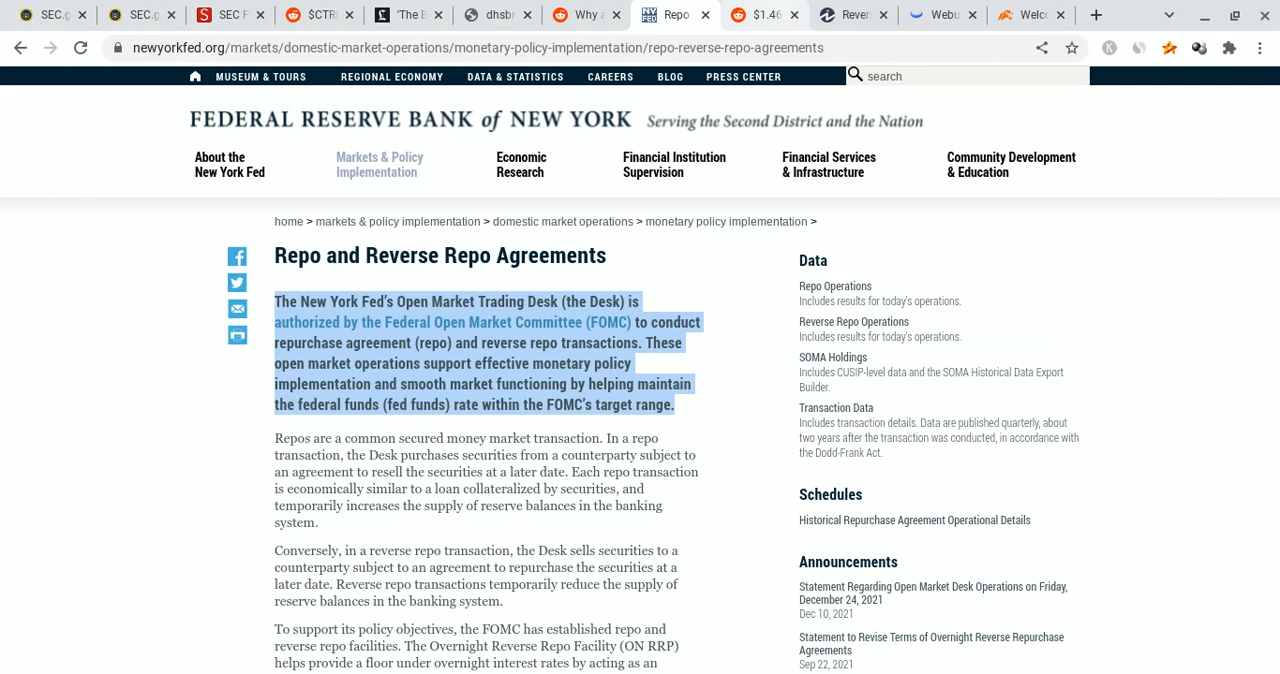 SEC.g
SEC.g
SEC F
$CTRI
'The B
dhsbr
Why a
Repo
$1.46
Rever
Webu
Welco
newyorkfed.org/markets/domestic-market-operations/monetary-policy-implementation/repo-reverse-repo-agreements
MUSEUM & TOURS REGIONAL ECONOMY DATA & STATISTICS CAREERS BLOG PRESS CENTER
search
FEDERAL RESERVE BANK of NEW YORK Serving the Second District and the Nation
About the
New York Fed
Markets & Policy
Implementation
Economic
Research
Financial Institution
Supervision
Financial Services
& Infrastructure
Community Development
& Education
home > markets & policy implementation > domestic market operations > monetary policy implementation >
Repo and Reverse Repo Agreements
The New York Fed's Open Market Trading Desk (the Desk) is
authorized by the Federal Open Market Committee (FOMC) to conduct
repurchase agreement (repo) and reverse repo transactions. These
open market operations support effective monetary policy
implementation and smooth market functioning by helping maintain
the federal funds (fed funds) rate within the FOMC's target range.
Repos are a common secured money market transaction. In a repo
transaction, the Desk purchases securities from a counterparty subject to
an agreement to resell the securities at a later date. Each repo transaction
is economically similar to a loan collateralized by securities, and
temporarily increases the supply of reserve balances in the banking
system.
Conversely, in a reverse repo transaction, the Desk sells securities to a
counterparty subject to an agreement to repurchase the securities at a
later date. Reverse repo transactions temporarily reduce the supply of
reserve balances in the banking system.
To support its policy objectives, the FOMC has established repo and
reverse repo facilities. The Overnight Reverse Repo Facility (ON RRP)
helps provide a floor under overnight interest rates by acting as an
Data
Repo Operations
Includes results for today's operations.
Reverse Repo Operations
Includes results for today's operations.
SOMA Holdings
Includes CUSIP-level data and the SOMA Historical Data Export
Builder.
Transaction Data
Includes transaction details. Data are published quarterly, about
two years after the transaction was conducted, in accordance with
the Dodd-Frank Act.
Schedules
Historical Repurchase Agreement Operational Details
Announcements
Statement Regarding Open Market Desk Operations on Friday,
December 24, 2021
Dec 10, 2021
Statement to Revise Terms of Overnight Reverse Repurchase
Agreements
Sep 22, 2021